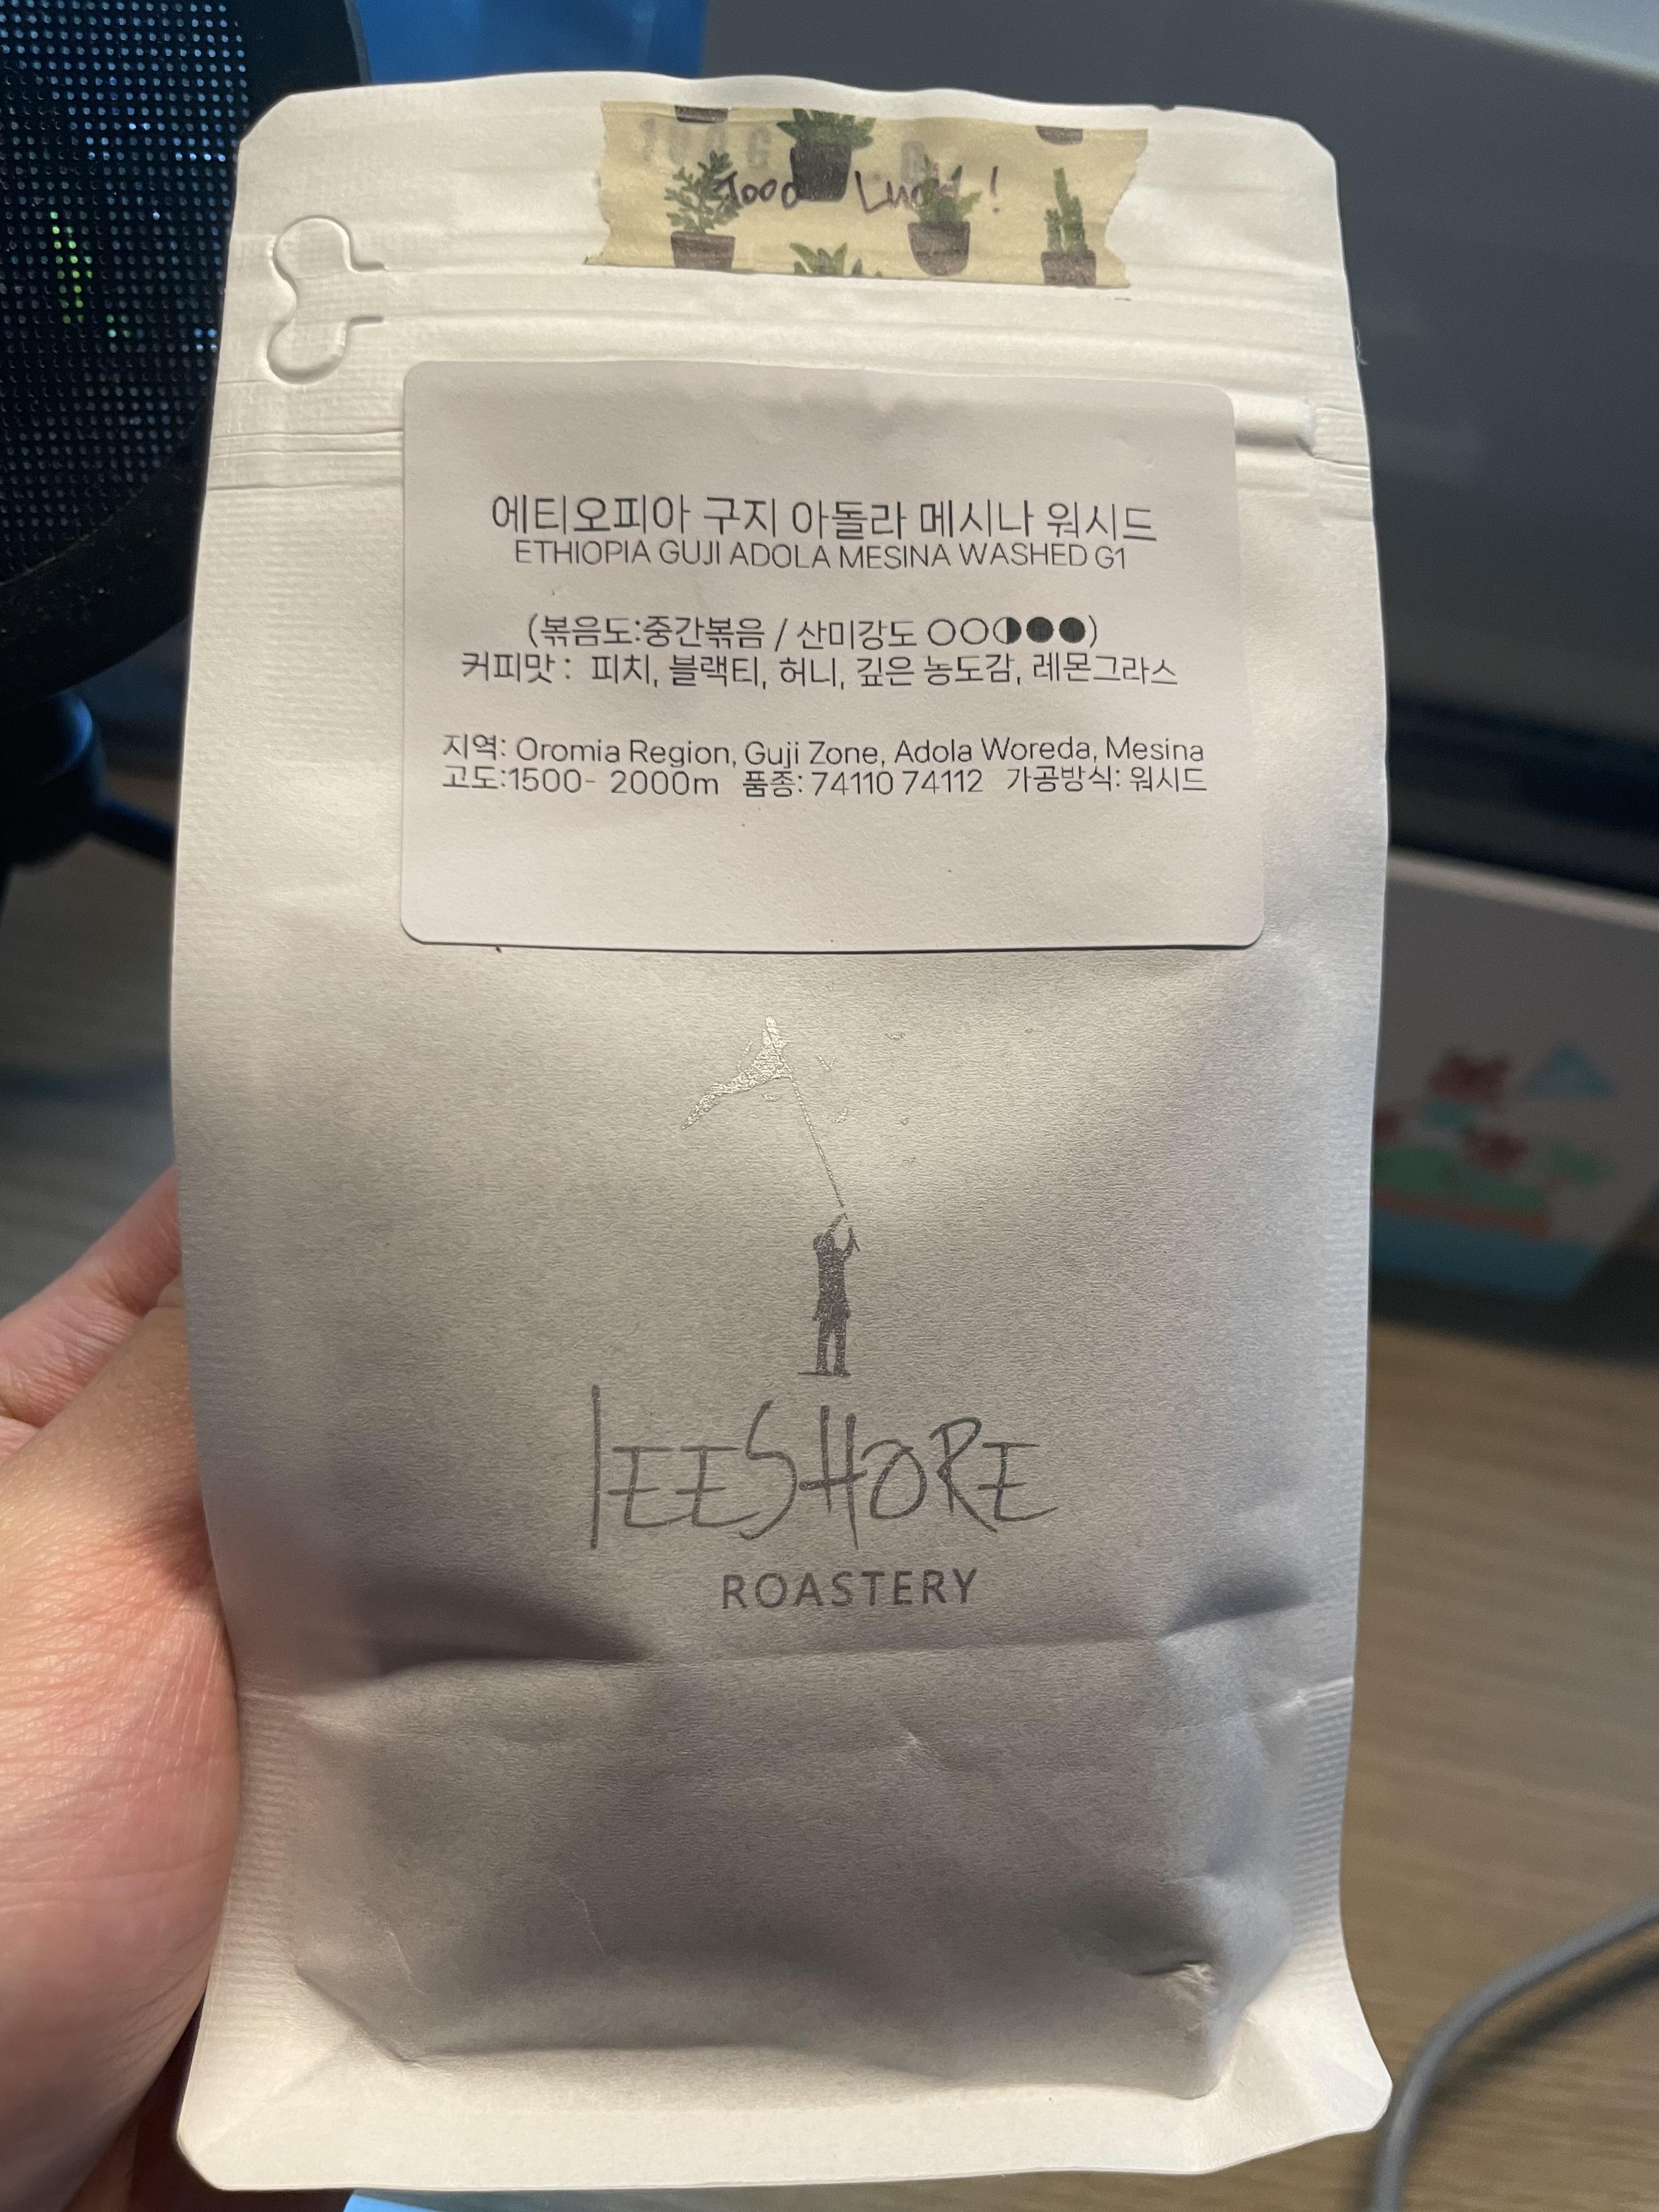 Good Luck!
에티오피아 구지 아돌라 메시나 워시드
ETHIOPIA GUJI ADOLA MESINA WASHED G1
(볶음도:중간볶음 / 산미강도 ○○◑●●)
커피맛 : 피치, 블랙티, 허니, 깊은 농도감, 레몬그라스
지역: Oromia Region, Guji Zone, Adola Woreda, Mesina
고도:1500- 2000m 품종: 74110 74112 가공방식: 워시드
lEESHORE
ROASTERY